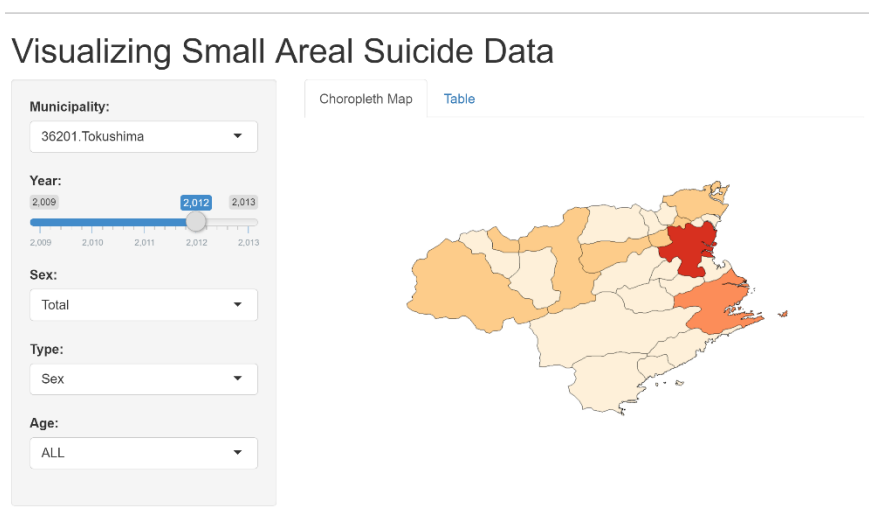 Visualizing Small Areal Suicide Data
Municipality:
36201.Tokushima
Year:
2,009 2,012 2,013
2,009 2,010 2,011 2,012 2,013
Sex:
Total
Type:
Sex
Age:
ALL
Choropleth Map Table